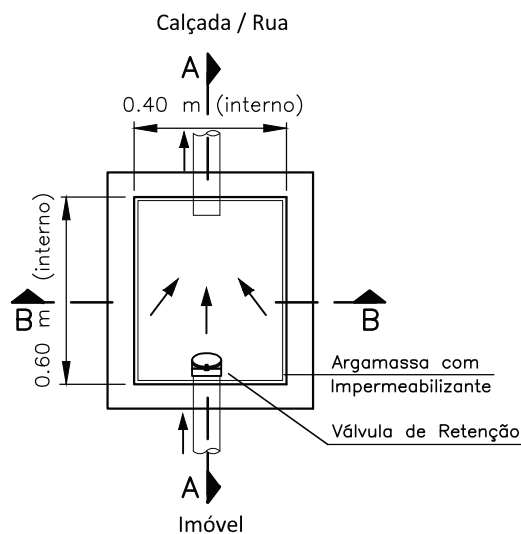 Calçada / Rua
A
0.40 m (interno)
0.60 m (interno)
B
B
Argamassa com
Impermeabilizante
Válvula de Retenção
A
Imóvel